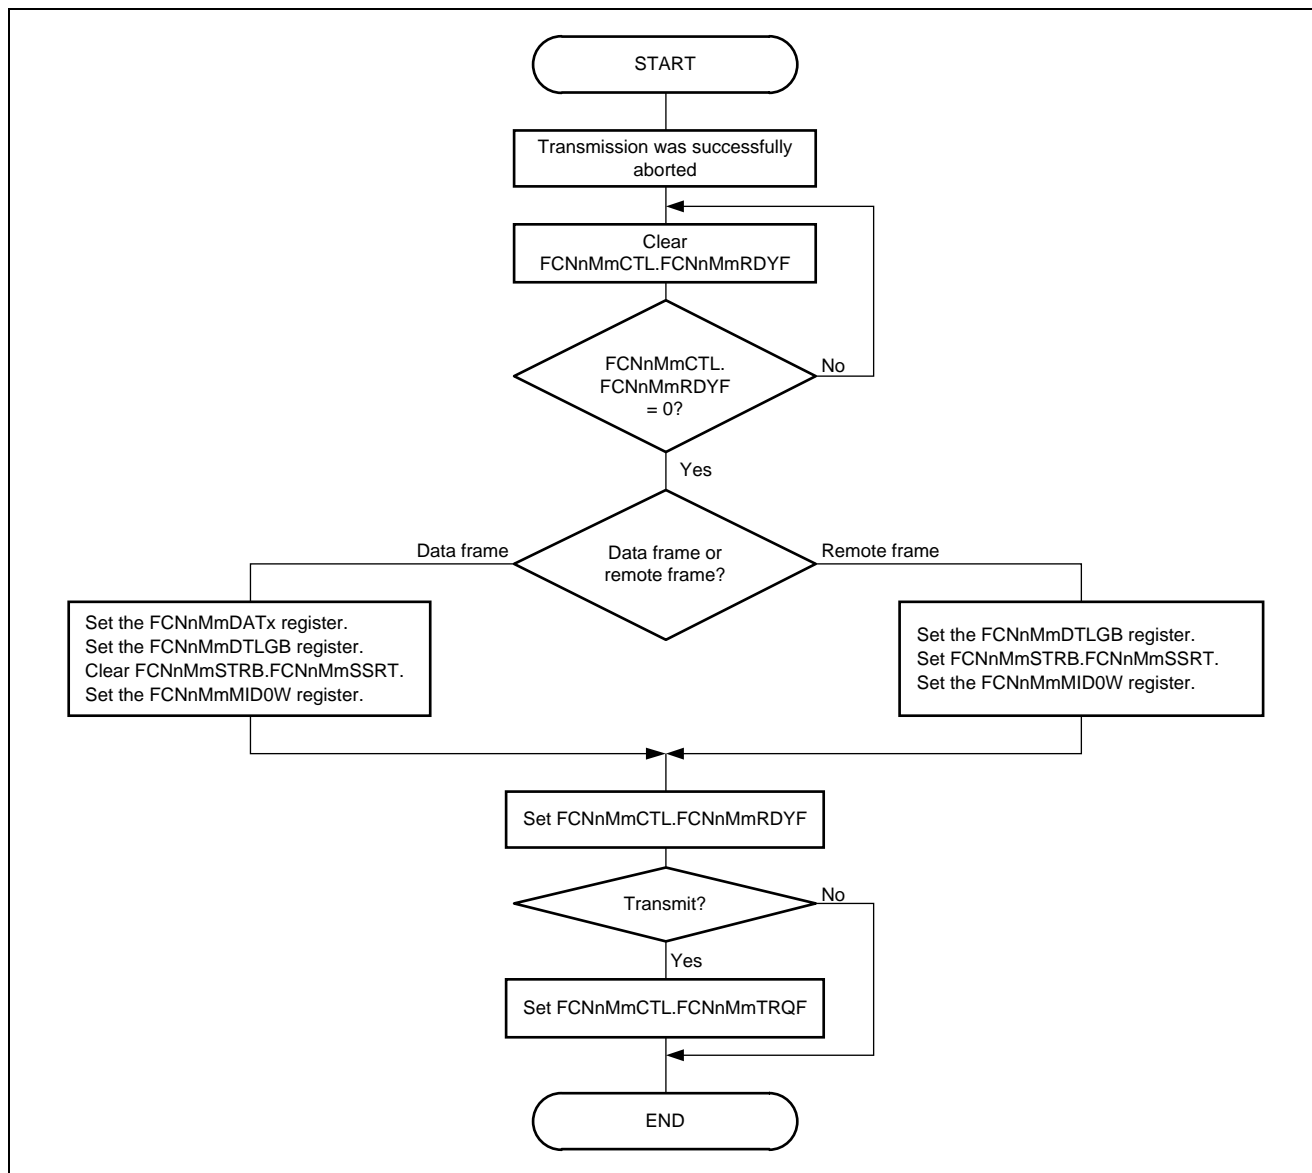 START
Transmission was successfully
aborted
Clear
FCNnMmCTL.FCNnMmRDYF
FCNnMmCTL.
FCNnMmRDYF
= 0?
No
Yes
Data frame
Data frame or
remote frame?
Remote frame
Set the FCNnMmDATx register.
Set the FCNnMmDTLGB register.
Clear FCNnMmSTRB.FCNnMmSSRT.
Set the FCNnMmMID0W register.
Set the FCNnMmDTLGB register.
Set FCNnMmSTRB.FCNnMmSSRT.
Set the FCNnMmMID0W register.
Set FCNnMmCTL.FCNnMmRDYF
Transmit?
No
Yes
Set FCNnMmCTL.FCNnMmTRQF
END